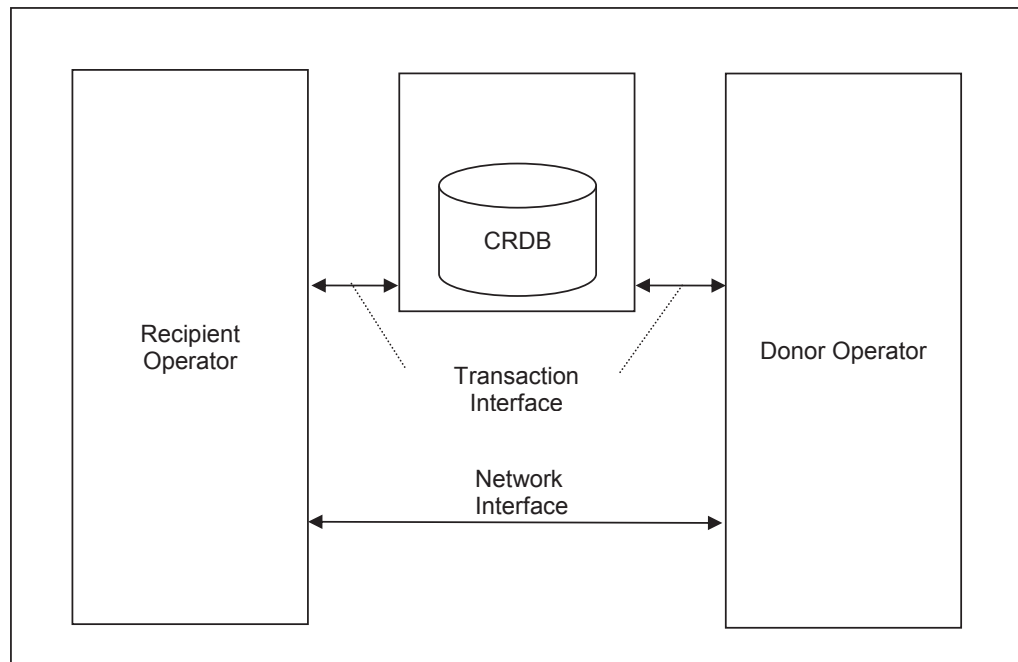 CRDB
Recipient
Operator
Donor Operator
Transaction
Interface
Network
Interface